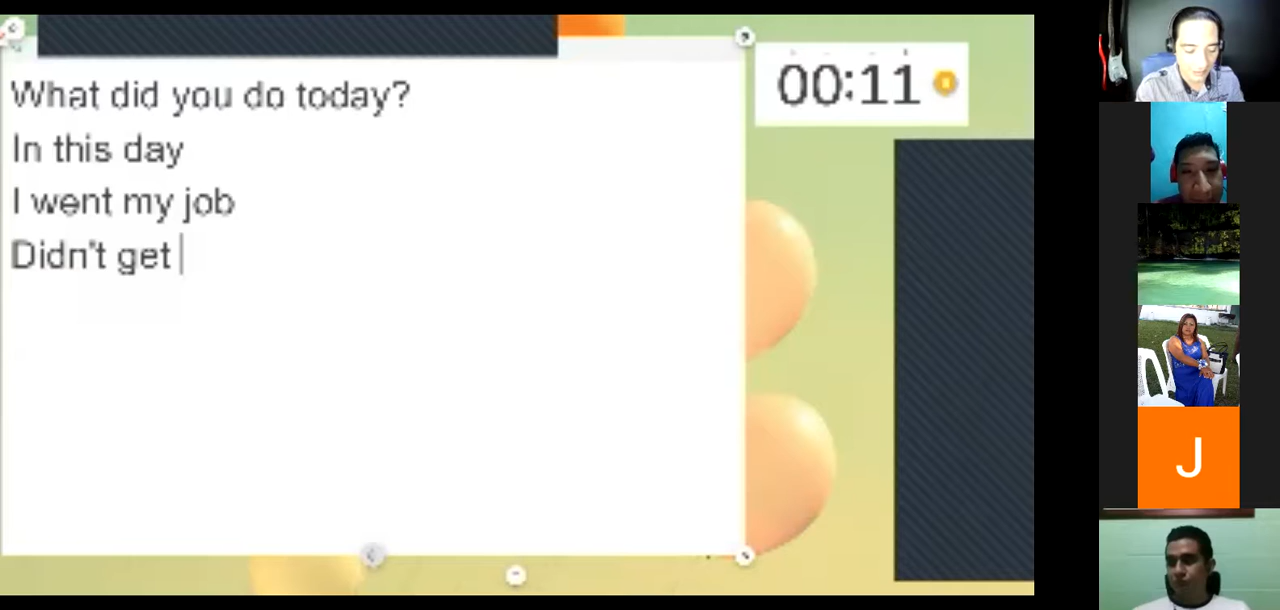 What did you do today?
In this day
I went my job
Didn't get
00:11
J